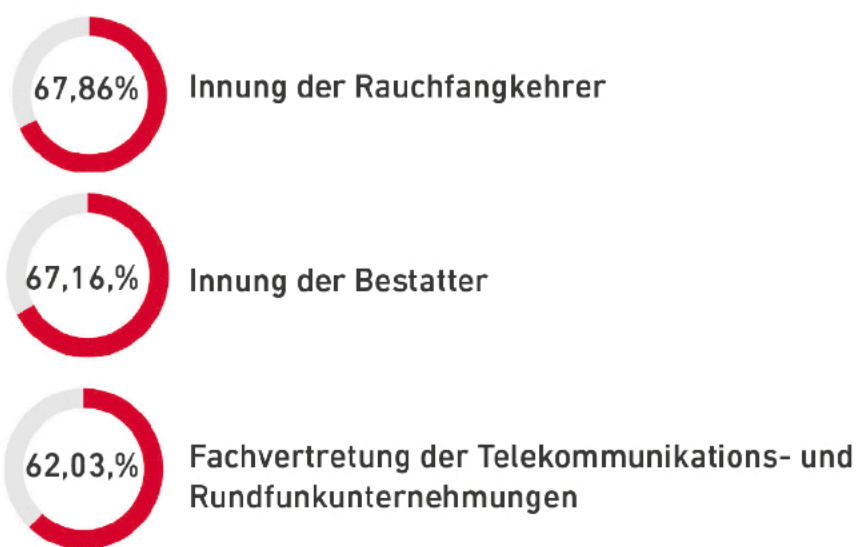 67,86%
Innung der Rauchfangkehrer
67,16,%
Innung der Bestatter
62,03,%
Fachvertretung der Telekommunikations- und
Rundfunkunternehmungen